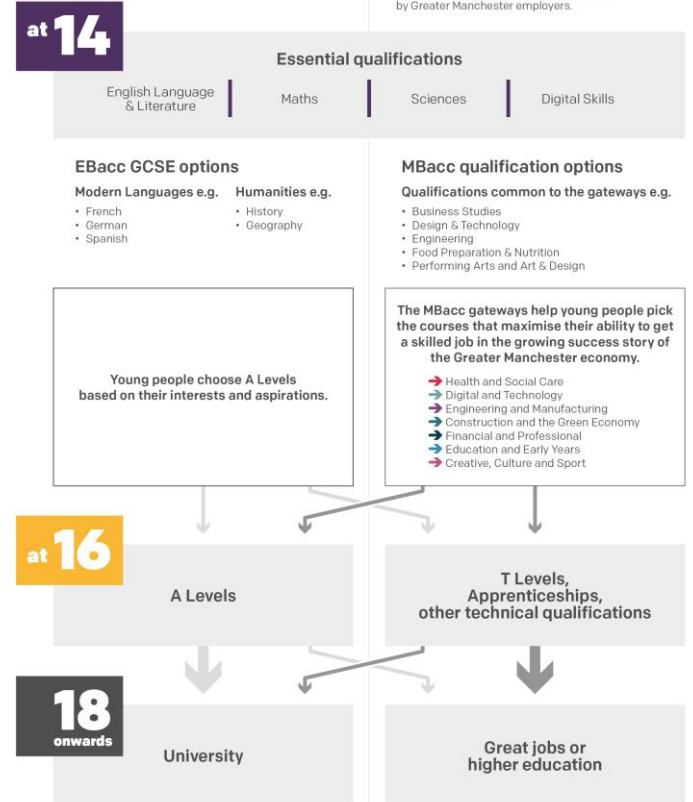 by Greater Manchester employers.
at 14
Essential qualifications
English Language
& Literature
Maths
Sciences
Digital Skills
EBacc GCSE options
Modern Languages e.g.
• French
• German
• Spanish
Humanities e.g.
• History
• Geography
MBacc qualification options
Qualifications common to the gateways e.g.
• Business Studies
• Design & Technology
• Engineering
• Food Preparation & Nutrition
• Performing Arts and Art & Design
Young people choose A Levels
based on their interests and aspirations.
The MBacc gateways help young people pick
the courses that maximise their ability to get
a skilled job in the growing success story of
the Greater Manchester economy.
Health and Social Care
Digital and Technology
Engineering and Manufacturing
Construction and the Green Economy
Financial and Professional
Education and Early Years
Creative, Culture and Sport
at 16
A Levels
T Levels,
Apprenticeships,
other technical qualifications
18
onwards
University
Great jobs or
higher education